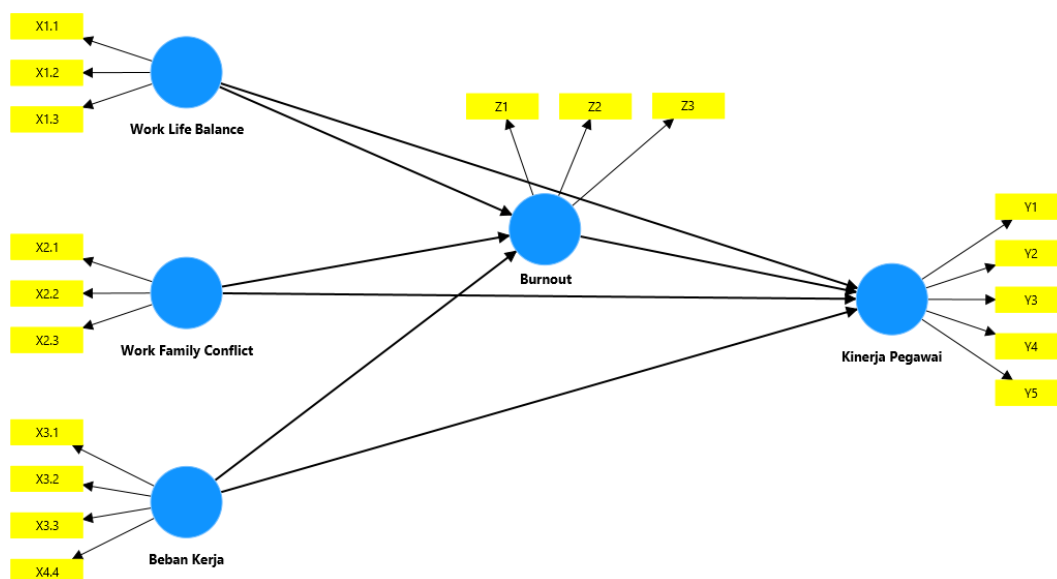 X1.1
X1.2
X1.3
Work Life Balance
Z1
Z2
Z3
Burnout
X2.1
X2.2
X2.3
Work Family Conflict
Y1
Y2
Y3
Y4
Y5
Kinerja Pegawai
X3.1
X3.2
X3.3
X4.4
Beban Kerja